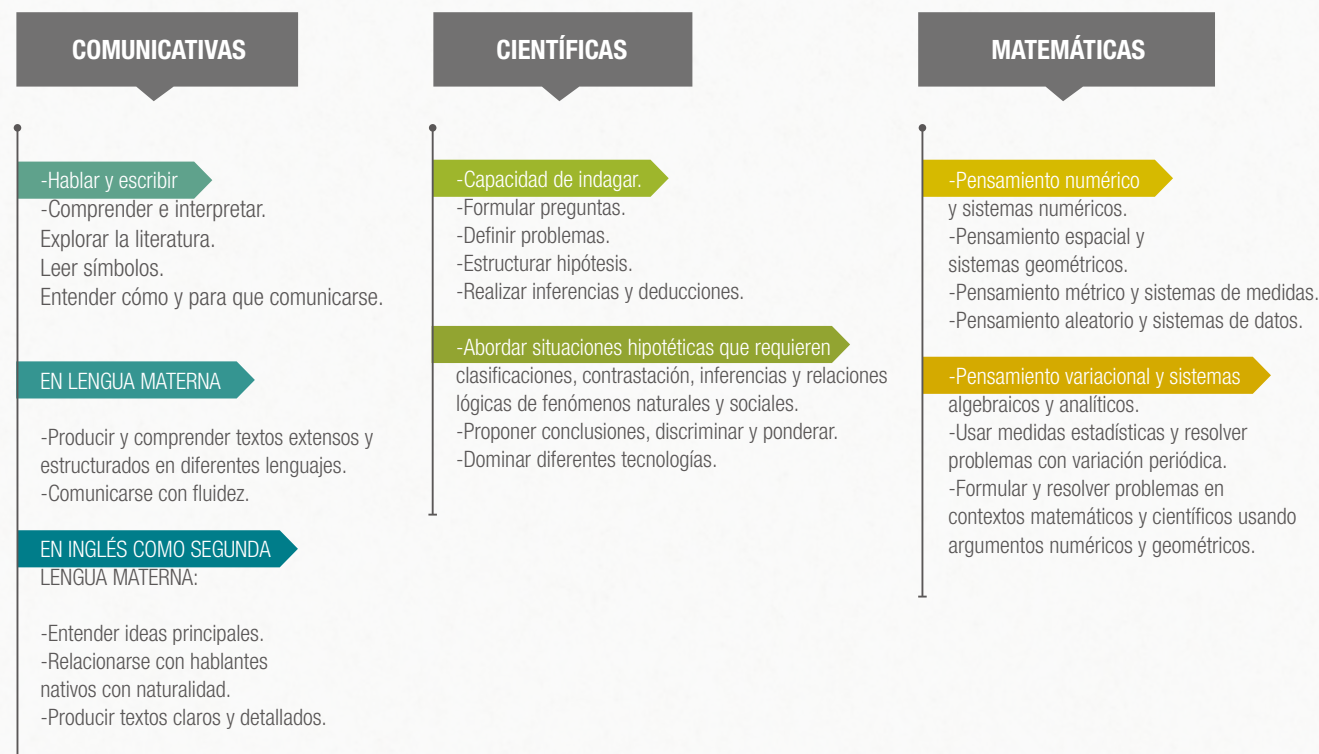 COMUNICATIVAS
-Hablar y escribir
-Comprender e interpretar.
Explorar la literatura.
Leer símbolos.
Entender cómo y para que comunicarse.
EN LENGUA MATERNA
-Producir y comprender textos extensos y
estructurados en diferentes lenguajes.
-Comunicarse con fluidez.
EN INGLÉS COMO SEGUNDA
LENGUA MATERNA:
-Entender ideas principales.
-Relacionarse con hablantes
nativos con naturalidad.
-Producir textos claros y detallados.
CIENTÍFICAS
-Capacidad de indagar.
-Formular preguntas.
-Definir problemas.
-Estructurar hipótesis.
-Realizar inferencias y deducciones.
-Abordar situaciones hipotéticas que requieren
clasificaciones, contrastación, inferencias y relaciones
lógicas de fenómenos naturales y sociales.
-Proponer conclusiones, discriminar y ponderar.
-Dominar diferentes tecnologías.
MATEMÁTICAS
-Pensamiento numérico
y sistemas numéricos.
-Pensamiento espacial y
sistemas geométricos.
-Pensamiento métrico y sistemas de medidas.
-Pensamiento aleatorio y sistemas de datos.
-Pensamiento variacional y sistemas
algebraicos y analíticos.
-Usar medidas estadísticas y resolver
problemas con variación periódica.
-Formular y resolver problemas en
contextos matemáticos y científicos usando
argumentos numéricos y geométricos.